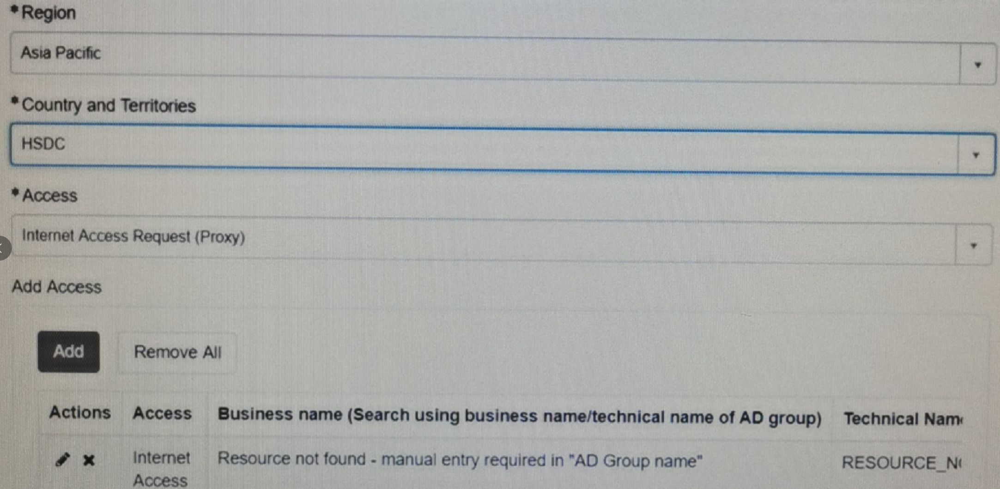 *Region
Asia Pacific
*Country and Territories
HSDC
*Access
Internet Access Request (Proxy)
Add Access
Add Remove All
Actions Access Business name (Search using business name/technical name of AD group) Technical Nam
Internet Resource not found - manual entry required in "AD Group name" RESOURCE_N
Access